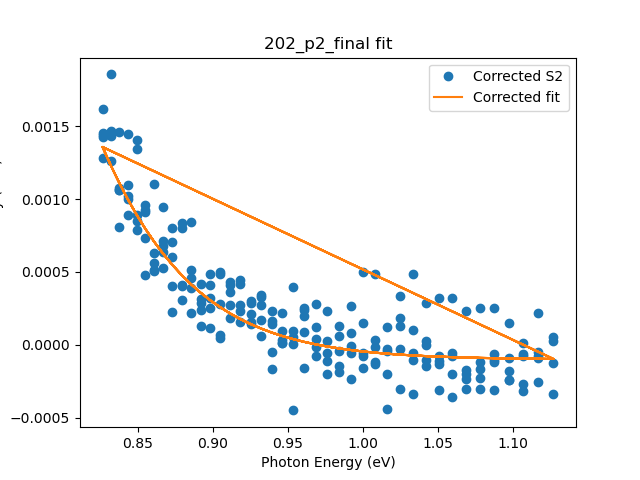 202_p2_final fit
Corrected S2
Corrected fit
0.0015
0.0010
0.0005
0.0000
−0.0005
0.85
0.90
0.95
1.00
1.05
1.10
Photon Energy (eV)